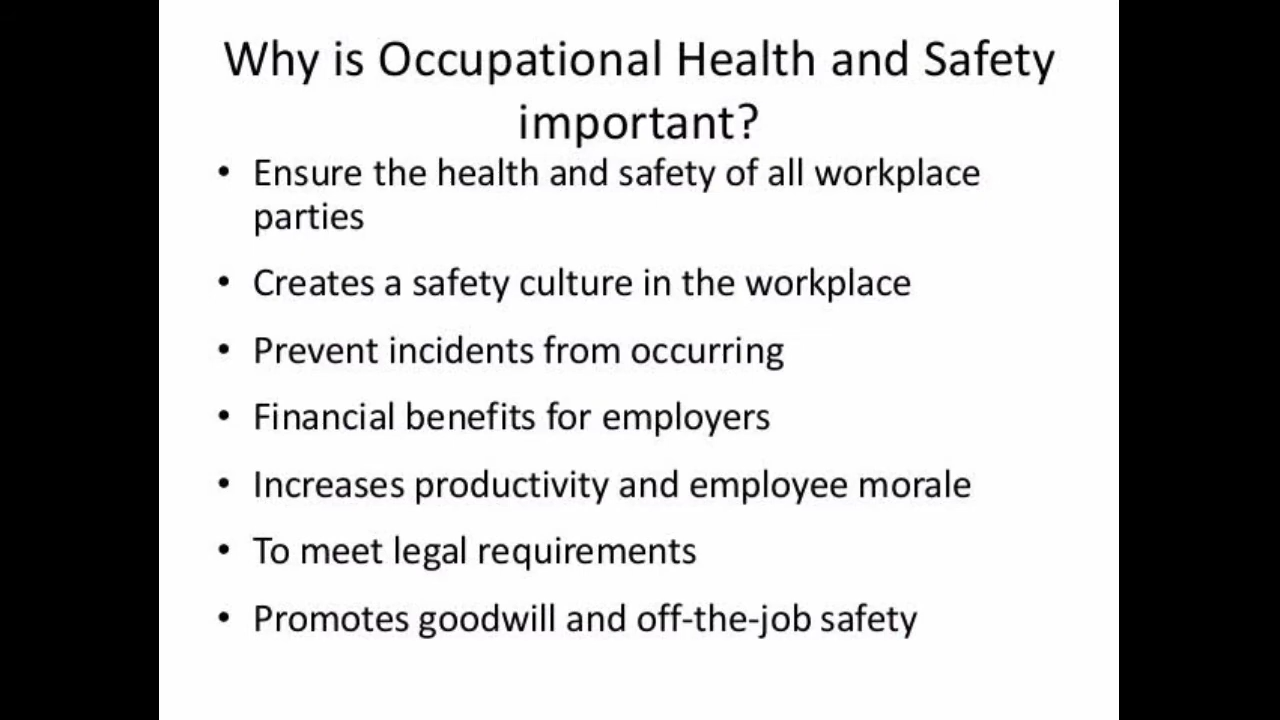 Why is Occupational Health and Safety
important?
• Ensure the health and safety of all workplace
parties
• Creates a safety culture in the workplace
• Prevent incidents from occurring
• Financial benefits for employers
• Increases productivity and employee morale
• To meet legal requirements
• Promotes goodwill and off-the-job safety